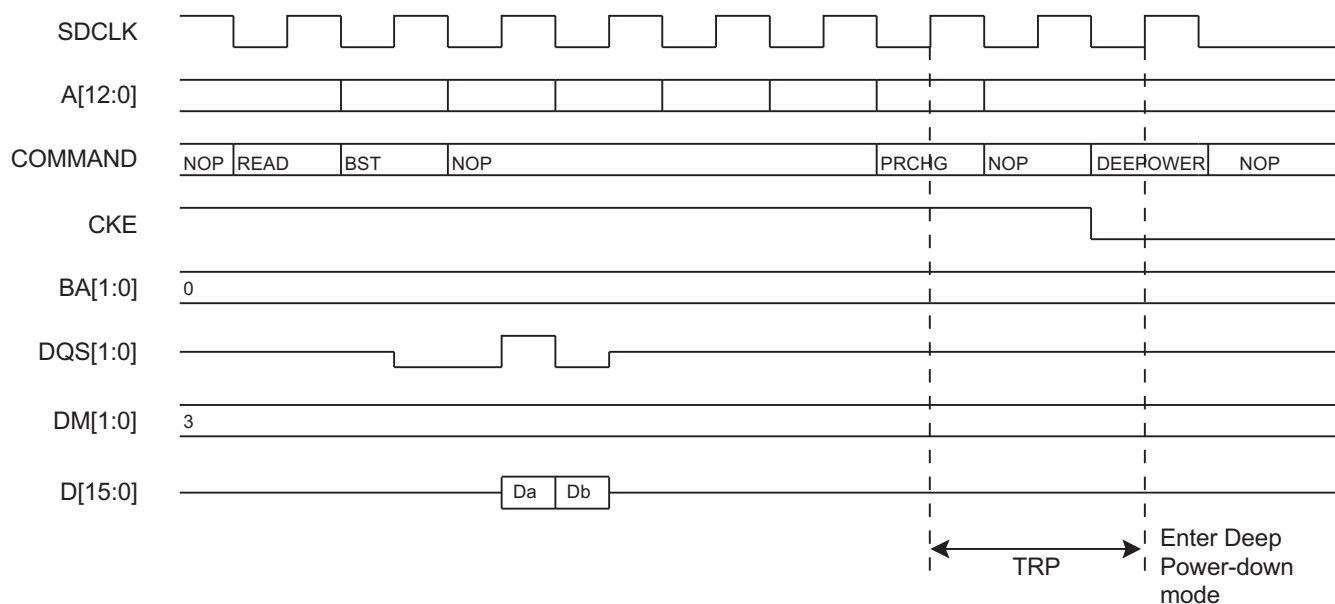 SDCLK
A[12:0]
COMMAND NOP READ BST NOP PRCHG NOP DEEPOWER NOP
CKE
BA[1:0] 0
DQS[1:0]
DM[1:0] 3
D[15:0] Da Db
TRP
Enter Deep
Power-down
mode